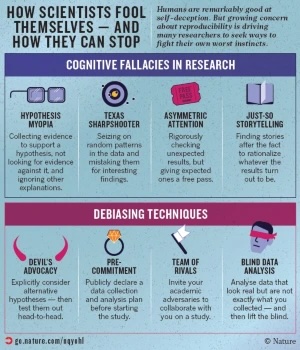 HOW SCIENTISTS FOOL
THEMSELVES — AND
HOW THEY CAN STOP
Humans are remarkably good at
self-deception. But growing concern
about reproducibility is driving
many researchers to seek ways to
fight their own worst instincts.
COGNITIVE FALLACIES IN RESEARCH
HYPOTHESIS
MYOPIA
Collecting evidence
to support a
hypothesis, not
looking for evidence
against it, and
ignoring other
explanations.
TEXAS
SHARPSHOOTER
Seizing on
random patterns
in the data and
mistaking them
for interesting
findings.
FREE
PASS
ASYMMETRIC
ATTENTION
Rigorously
checking
unexpected
results, but
giving expected
ones a free pass.
JUST-SO
STORYTELLING
Finding stories
after the fact to
rationalize
whatever the
results turn
out to be.
DEBIASING TECHNIQUES
DEVIL'S
ADVOCACY
Explicitly consider
alternative
hypotheses — then
test them out
head-to-head.
PRE-
COMMITMENT
Publicly declare a
data collection
and analysis plan
before starting
the study.
TEAM OF
RIVALS
Invite your
academic
adversaries to
collaborate with
you on a study.
BLIND DATA
ANALYSIS
Analyse data that
look real but are
not exactly what
you collected —
and then lift the
blind.
go.nature.com/nqyohl
© Nature